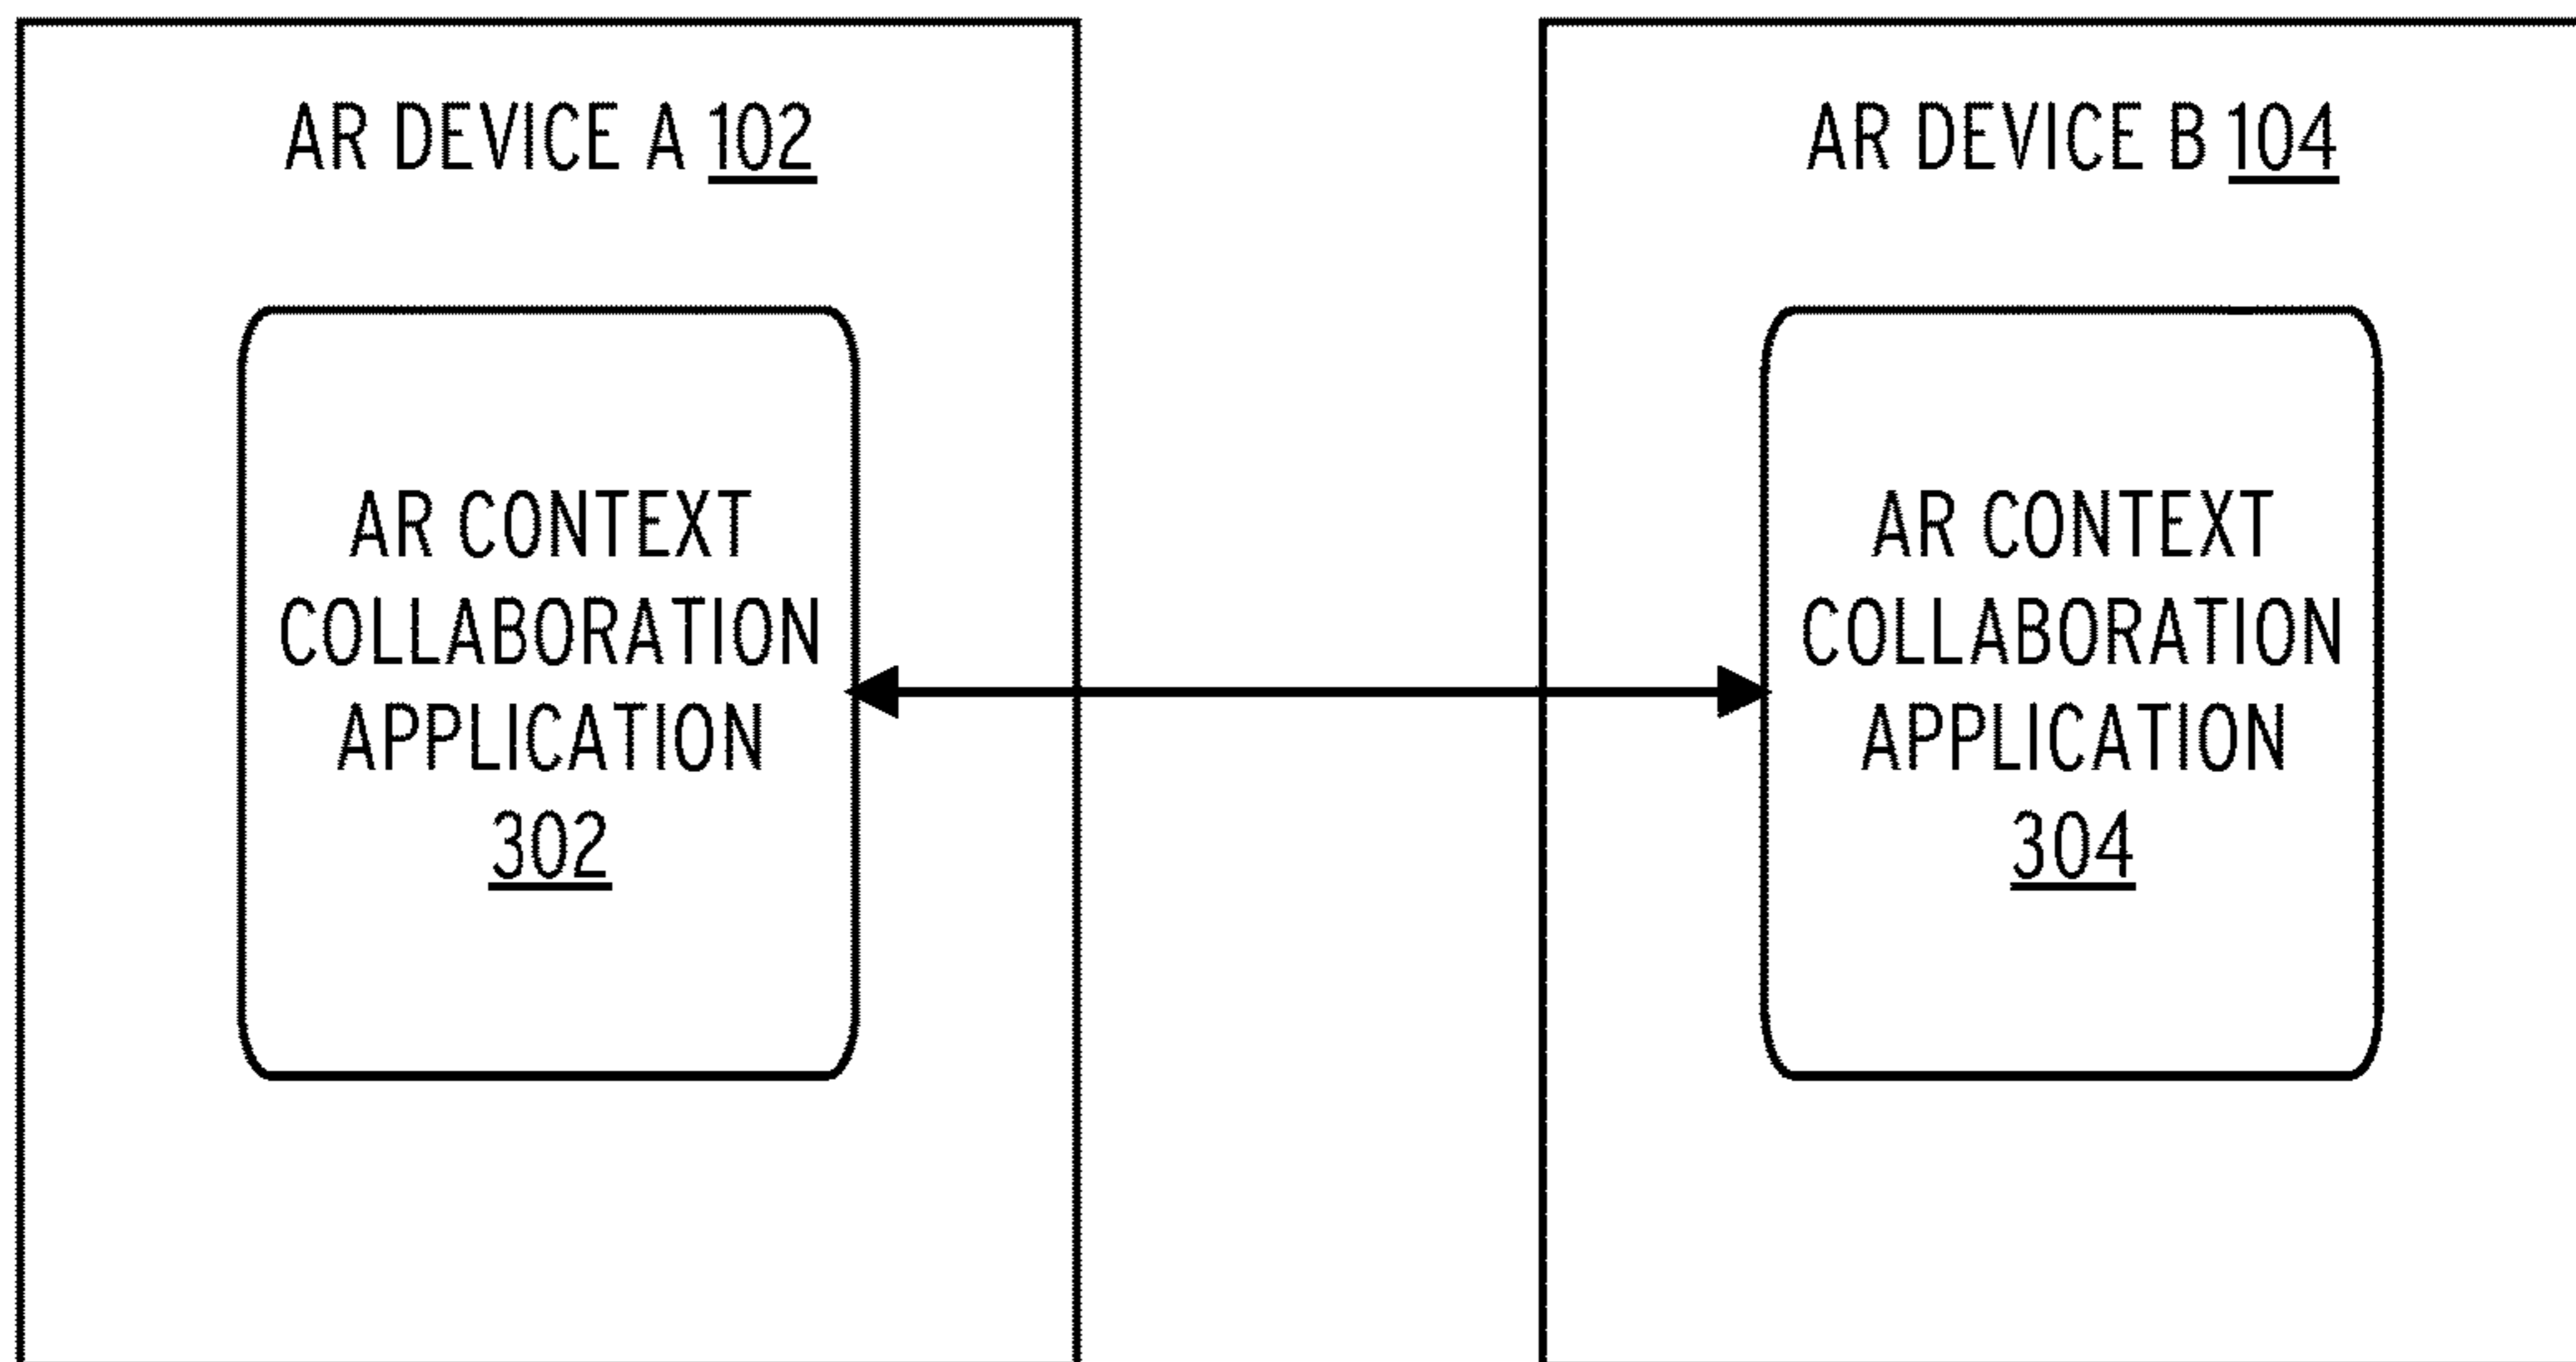 AR DEVICE A 102
AR CONTEXT
COLLABORATION
APPLICATION
302
AR DEVICE B 104
AR CONTEXT
COLLABORATION
APPLICATION
304